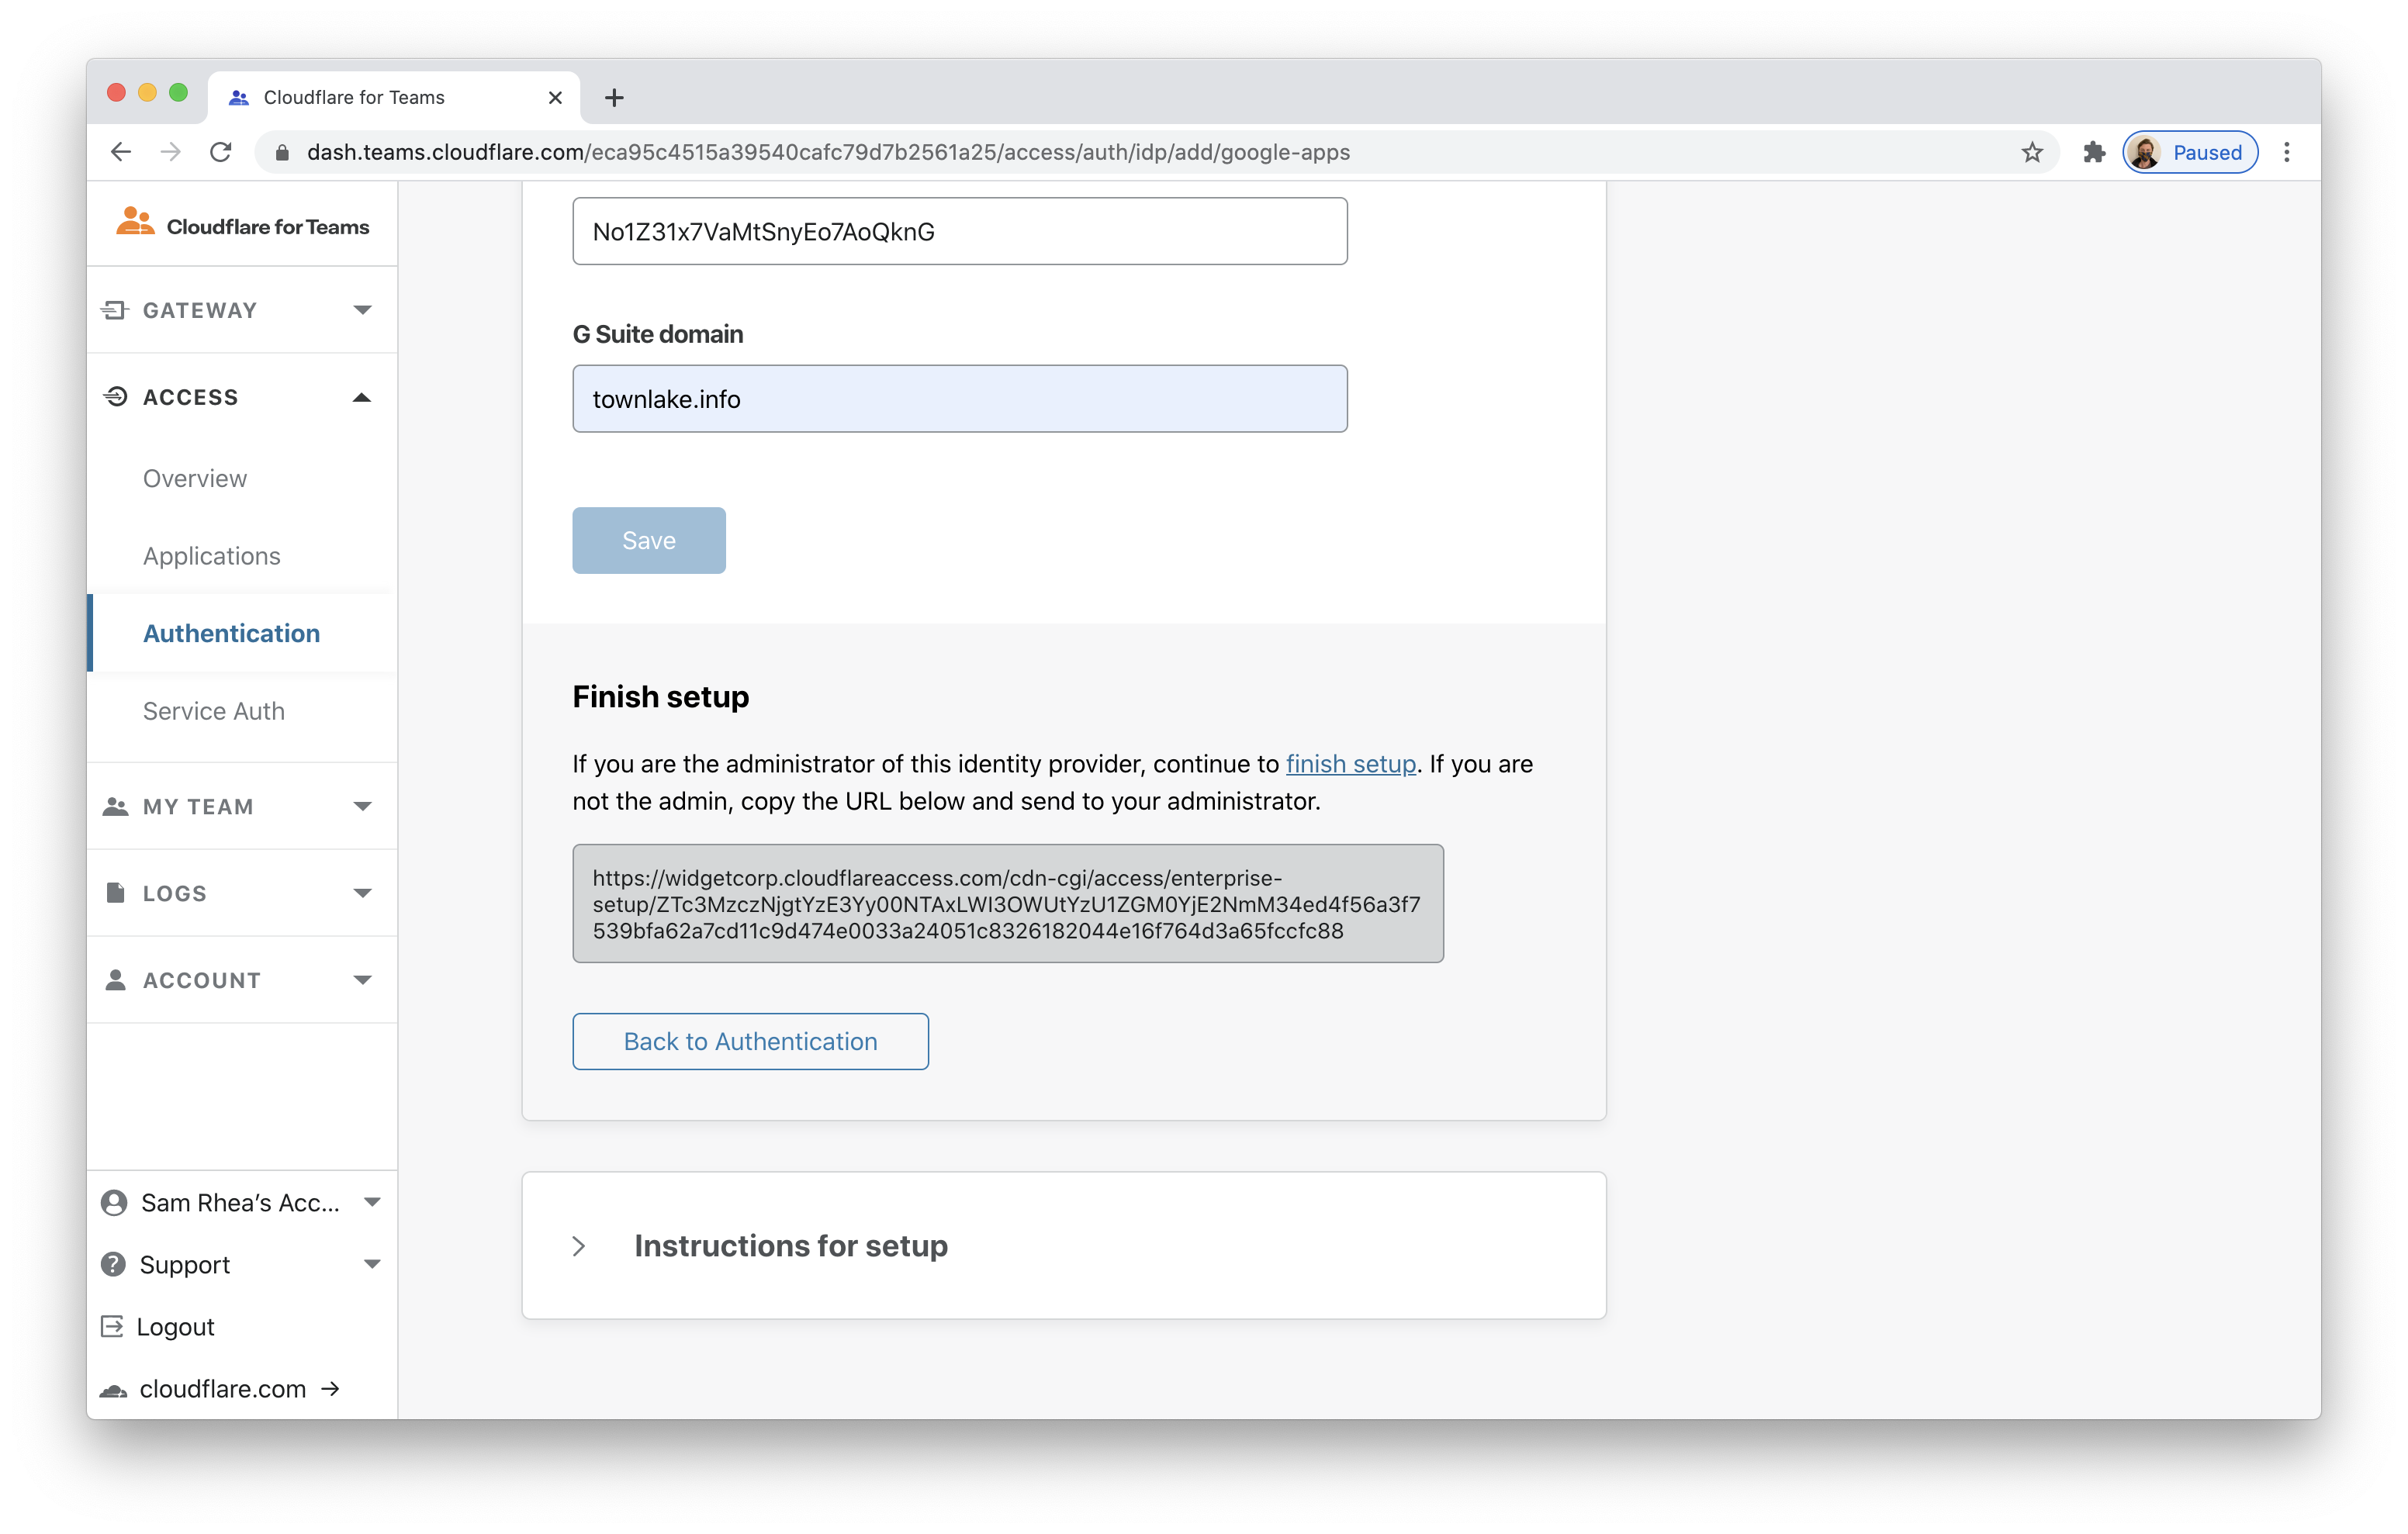 Cloudflare for Teams
dash.teams.cloudflare.com/eca95c4515a39540cafc79d7b2561a25/access/auth/idp/add/google-apps
Paused
Cloudflare for Teams
GATEWAY
ACCESS
Overview
Applications
Authentication
Service Auth
MY TEAM
LOGS
ACCOUNT
Sam Rhea’s Acc...
Support
Logout
cloudflare.com →
No1Z31x7VaMtSnyEo7AoQknG
G Suite domain
townlake.info
Save
Finish setup
If you are the administrator of this identity provider, continue to finish setup. If you are
not the admin, copy the URL below and send to your administrator.
https://widgetcorp.cloudflareaccess.com/cdn-cgi/access/enterprise-
setup/ZTc3MzczNjgtYzE3Yy00NTAxLWI3OWUtYzU1ZGM0YjE2NmM34ed4f56a3f7
539bfa62a7cd11c9d474e0033a24051c8326182044e16f764d3a65fccfc88
Back to Authentication
Instructions for setup